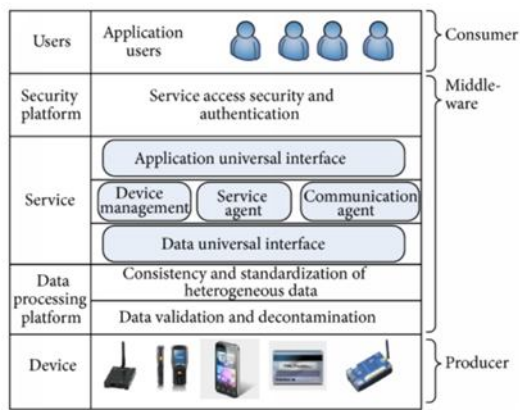 Users
Application
users
Consumer
Security
platform
Service access security and
authentication
Middle-
ware
Service
Application universal interface
Device
management
Service
agent
Communication
agent
Data universal interface
Data
processing
platform
Consistency and standardization of
heterogeneous data
Data validation and decontamination
Device
Producer